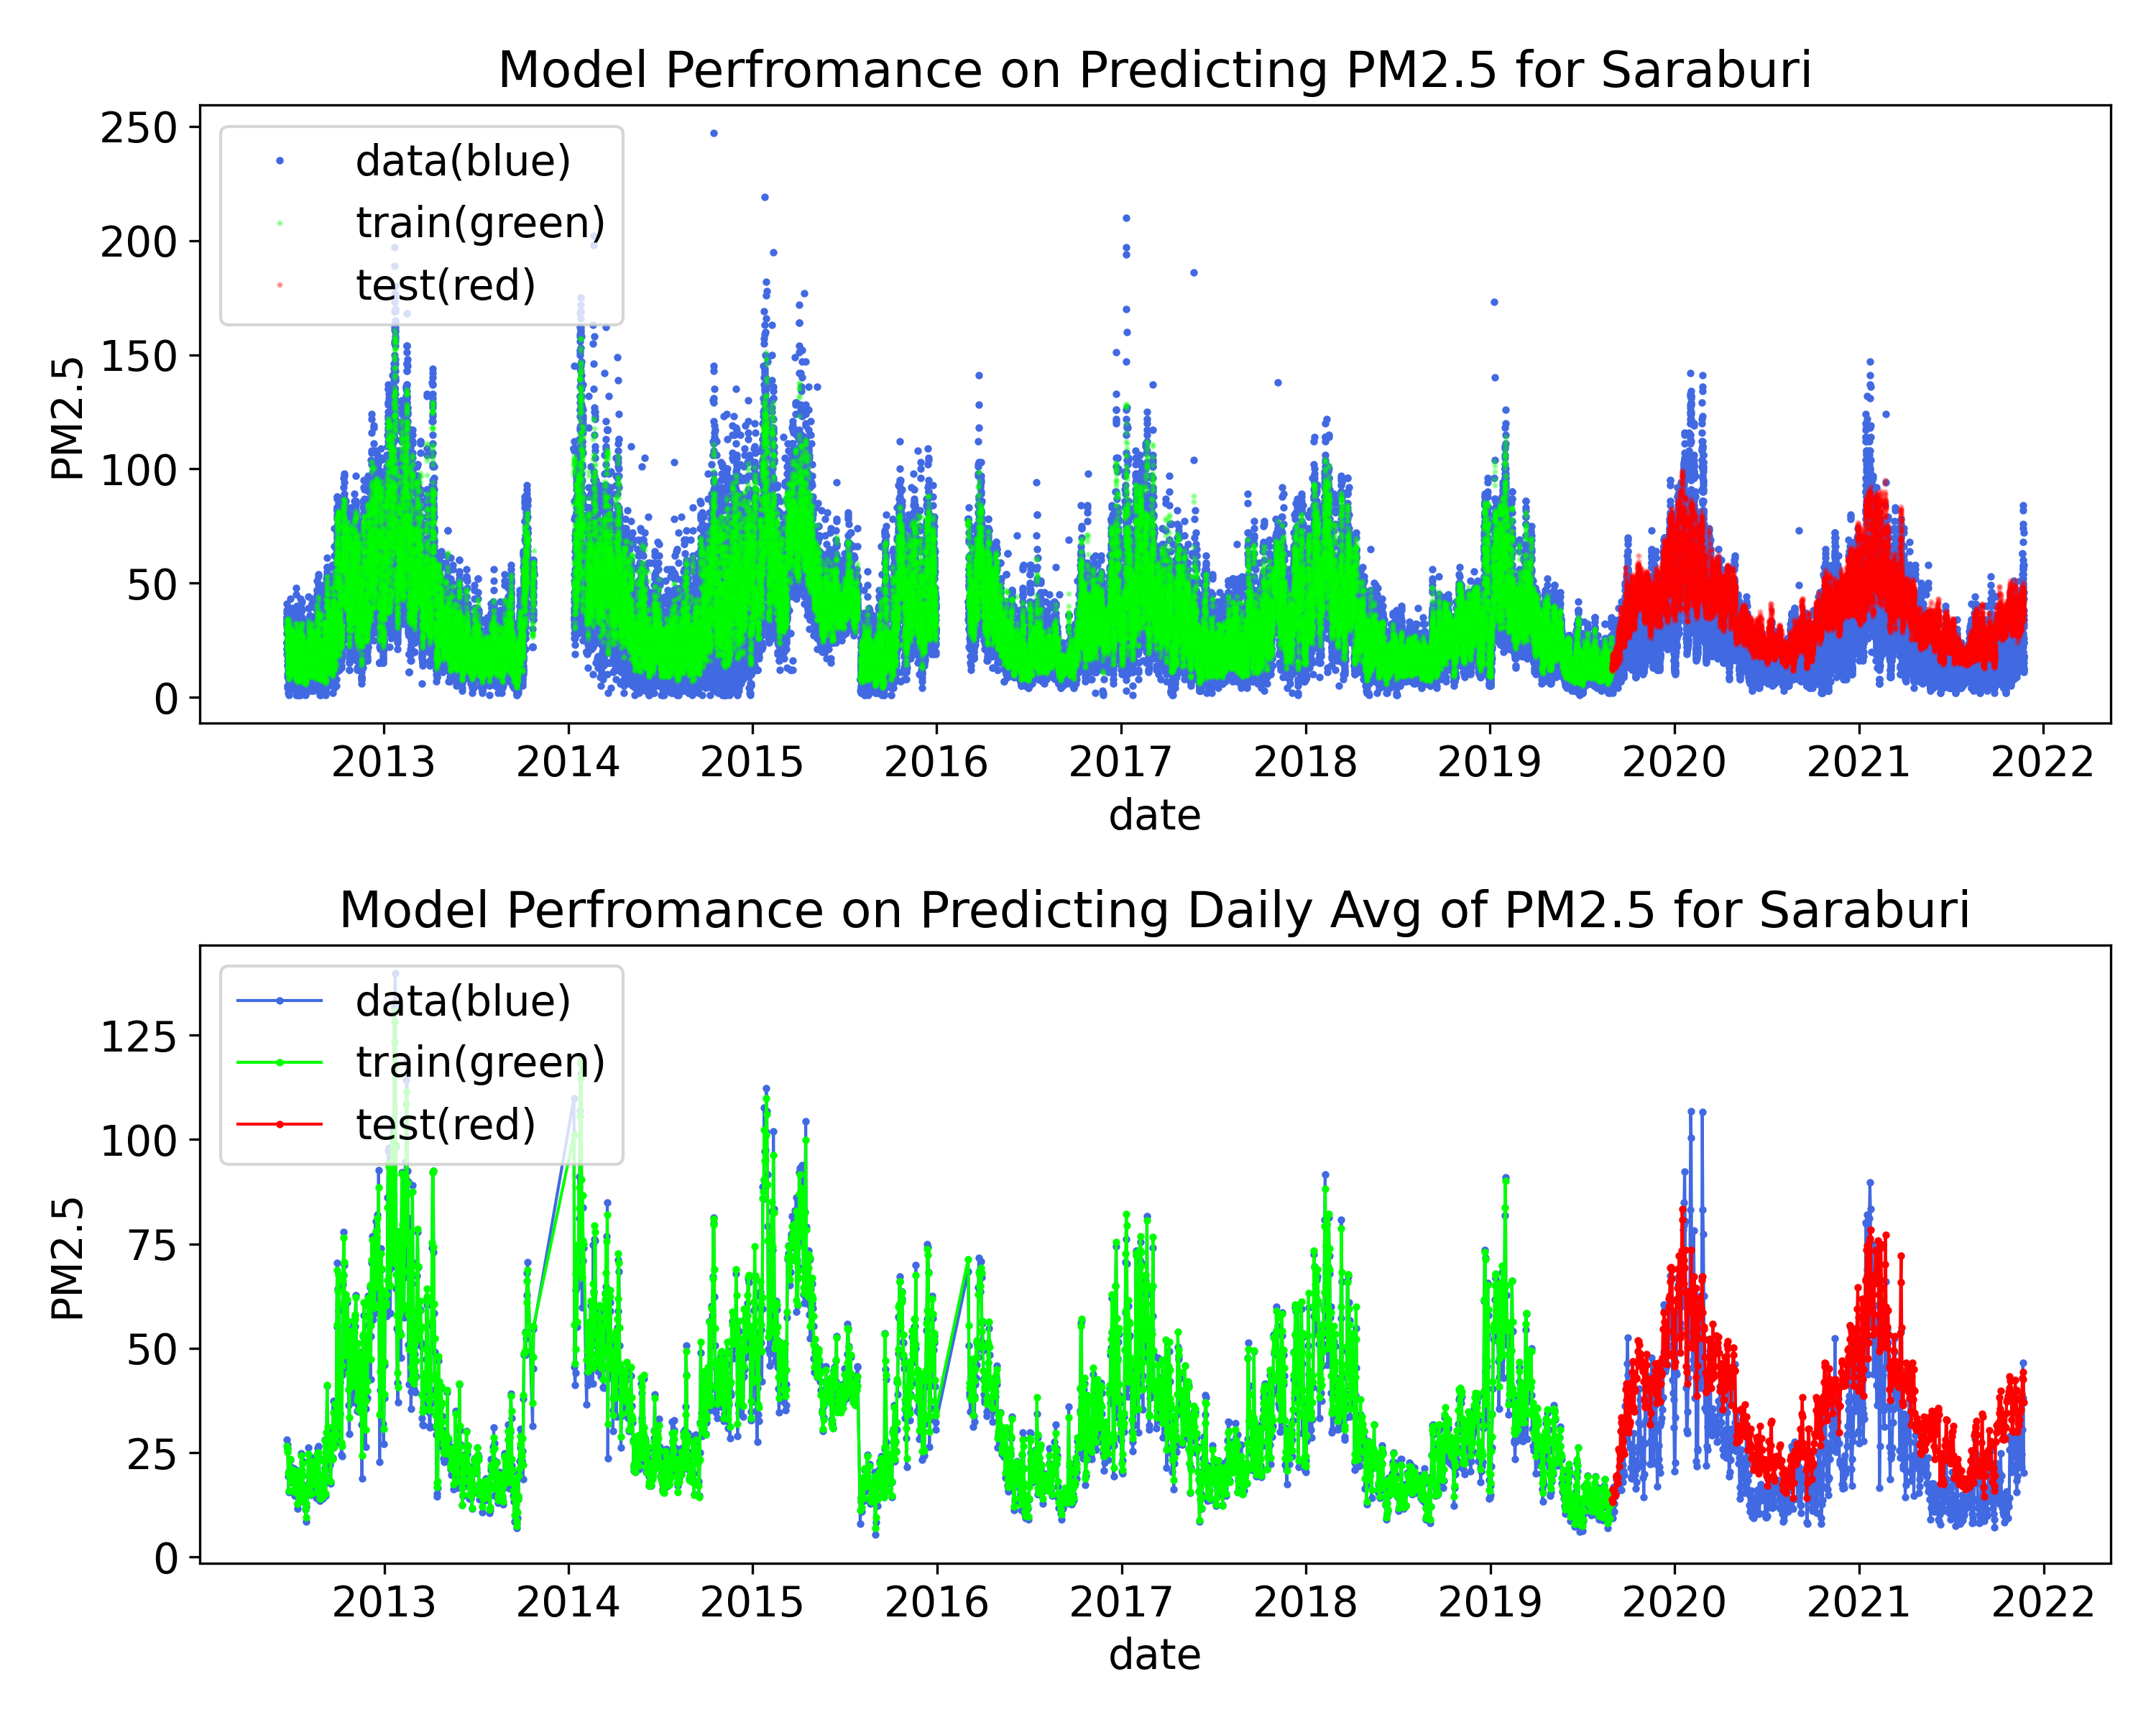 Model Perfromance on Predicting PM2.5 for Saraburi
250
200
150
100
50
0
PM2.5
data(blue)
train(green)
test(red)
2013 2014 2015 2016 2017 2018 2019 2020 2021 2022
date
Model Perfromance on Predicting Daily Avg of PM2.5 for Saraburi
125
100
75
50
25
0
PM2.5
data(blue)
train(green)
test(red)
2013 2014 2015 2016 2017 2018 2019 2020 2021 2022
date